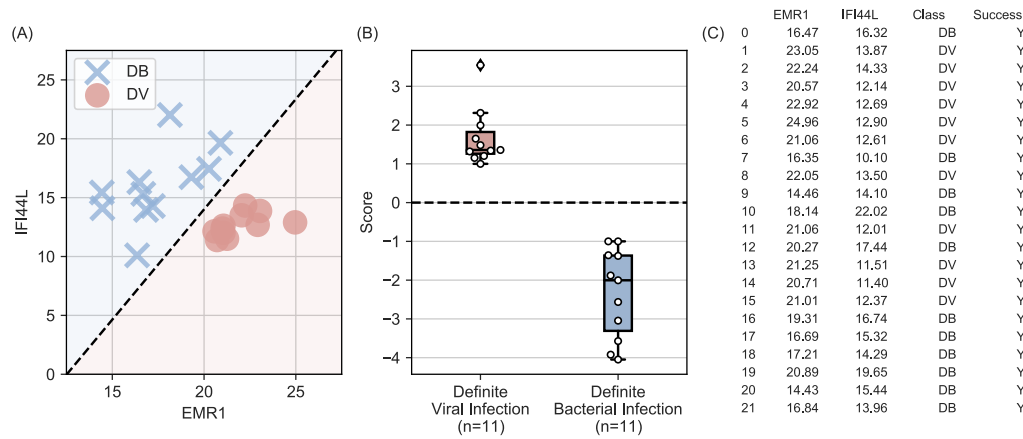 (A)
DB
DV
25
20
15
10
5
0
IFI44L
15
20
25
EMR1
(B)
3
2
1
0
−1
−2
−3
−4
Score
Definite
Viral Infection
(n=11)
Definite
Bacterial Infection
(n=11)
(C)
EMR1 IFI44L Class Success
0 16.47 16.32 DB Y
1 23.05 13.87 DV Y
2 22.24 14.33 DV Y
3 20.57 12.14 DV Y
4 22.92 12.69 DV Y
5 24.96 12.90 DV Y
6 21.06 12.61 DV Y
7 16.35 10.10 DB Y
8 22.05 13.50 DV Y
9 14.46 14.10 DB Y
10 18.14 22.02 DB Y
11 21.06 12.01 DV Y
12 20.27 17.44 DB Y
13 21.25 11.51 DV Y
14 20.71 11.40 DV Y
15 21.01 12.37 DV Y
16 19.31 16.74 DB Y
17 16.69 15.32 DB Y
18 17.21 14.29 DB Y
19 20.89 19.65 DB Y
20 14.43 15.44 DB Y
21 16.84 13.96 DB Y